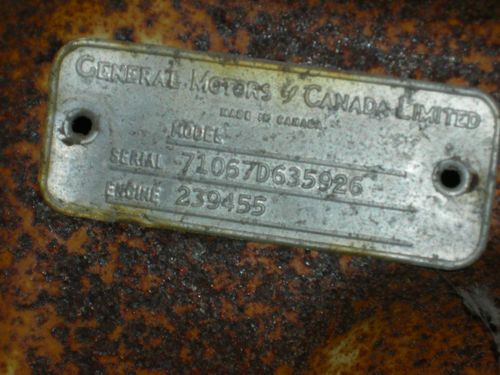 GENERAL MOTORS of CANADA LIMITED
MADE IN CANADA
MODEL
SERIAL 71067D635926
ENGINE 239455